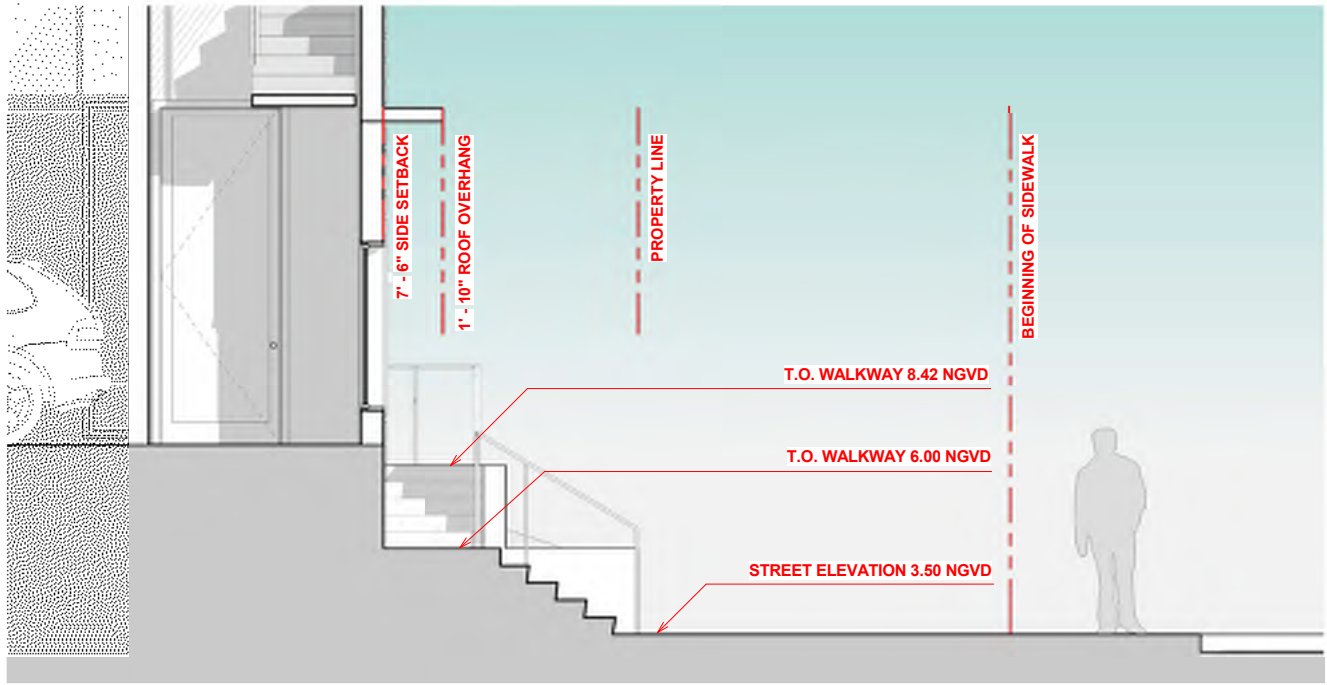 7' - 6" SIDE SETBACK
1' - 10" ROOF OVERHANG
PROPERTY LINE
BEGINNING OF SIDEWALK
T.O. WALKWAY 8.42 NGVD
T.O. WALKWAY 6.00 NGVD
STREET ELEVATION 3.50 NGVD